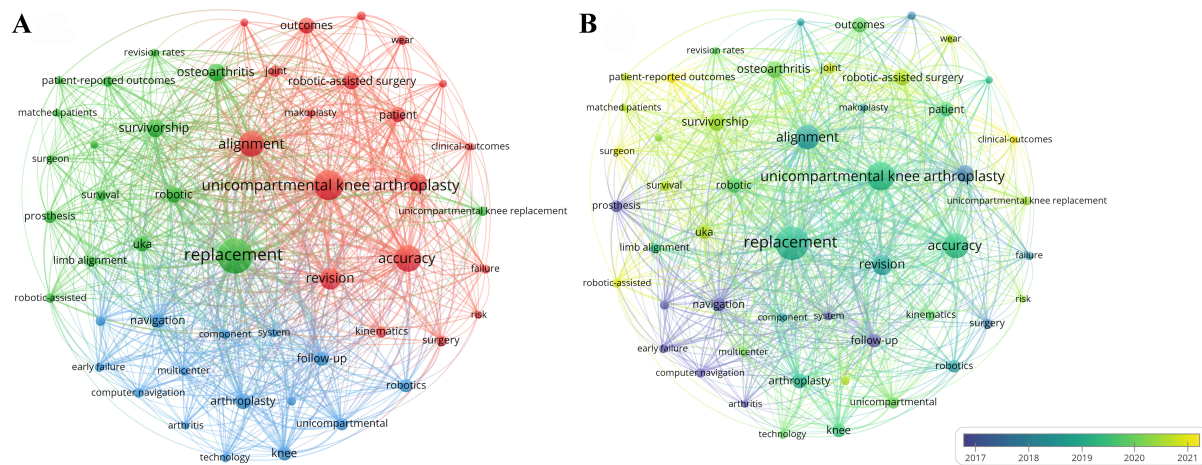 A
outcomes
wear
revision rates
osteoarthritis
joint
patient-reported outcomes
robotic-assisted surgery
matched patients
makoplasty
patient
survivorship
alignment
clinical-outcomes
surgeon
unicompartmental knee arthroplasty
survival
robotic
prosthesis
unicompartmental knee replacement
uka
replacement
accuracy
limb alignment
failure
revision
robotic-assisted
risk
navigation
component
system
kinematics
surgery
follow-up
early failure
multicenter
robotics
computer navigation
arthroplasty
arthritis
unicompartmental
technology
knee
B
outcomes
wear
revision rates
osteoarthritis
joint
patient-reported outcomes
robotic-assisted surgery
matched patients
makoplasty
patient
survivorship
alignment
clinical-outcomes
surgeon
unicompartmental knee arthroplasty
survival
robotic
prosthesis
unicompartmental knee replacement
uka
replacement
accuracy
limb alignment
failure
revision
robotic-assisted
risk
navigation
component
system
kinematics
surgery
follow-up
early failure
multicenter
robotics
computer navigation
arthroplasty
arthritis
unicompartmental
technology
knee
2017 2018 2019 2020 2021